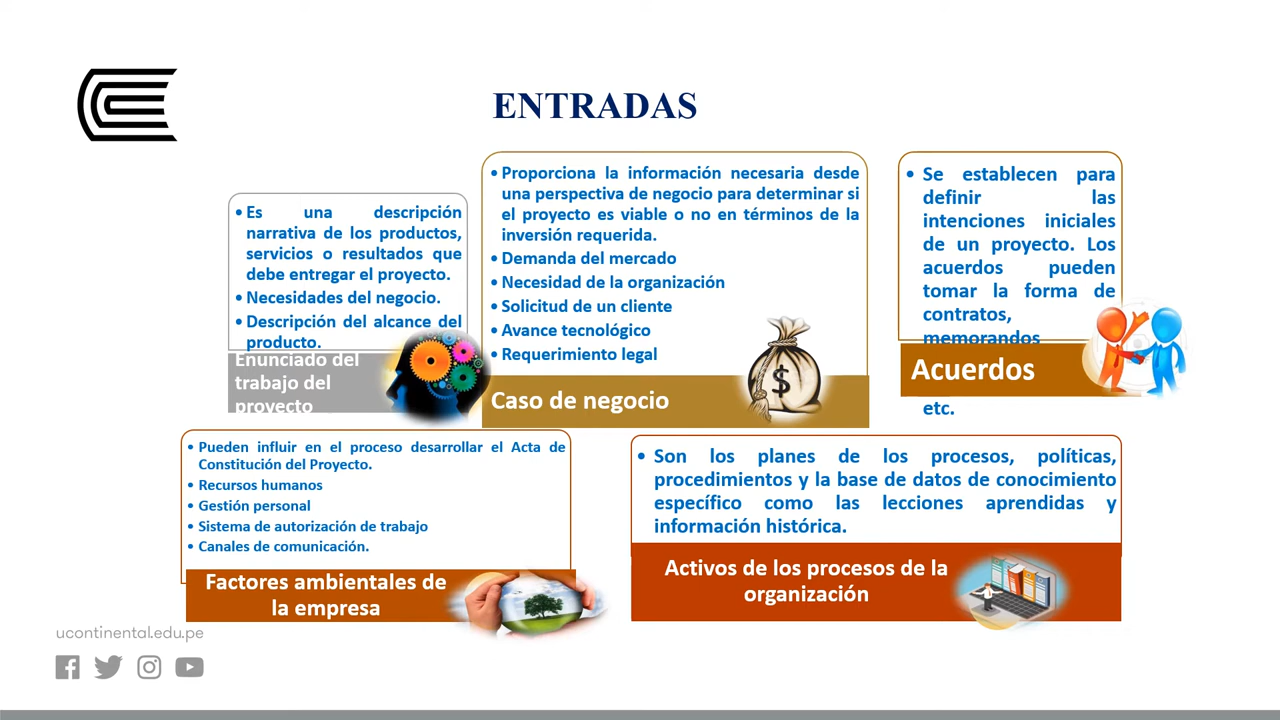 ENTRADAS
• Es una descripción
narrativa de los productos,
servicios o resultados que
debe entregar el proyecto.
• Necesidades del negocio.
• Descripción del alcance del
producto.
Enunciado del
trabajo del
proyecto
• Proporciona la información necesaria desde
una perspectiva de negocio para determinar si
el proyecto es viable o no en términos de la
inversión requerida.
• Demanda del mercado
• Necesidad de la organización
• Solicitud de un cliente
• Avance tecnológico
• Requerimiento legal
$
Caso de negocio
• Se establecen para
definir las
intenciones iniciales
de un proyecto. Los
acuerdos pueden
tomar la forma de
contratos,
memorandos
Acuerdos
etc.
• Pueden influir en el proceso desarrollar el Acta de
Constitución del Proyecto.
• Recursos humanos
• Gestión personal
• Sistema de autorización de trabajo
• Canales de comunicación.
Factores ambientales de
la empresa
• Son los planes de los procesos, políticas,
procedimientos y la base de datos de conocimiento
específico como las lecciones aprendidas y
información histórica.
Activos de los procesos de la
organización
ucontinental.edu.pe